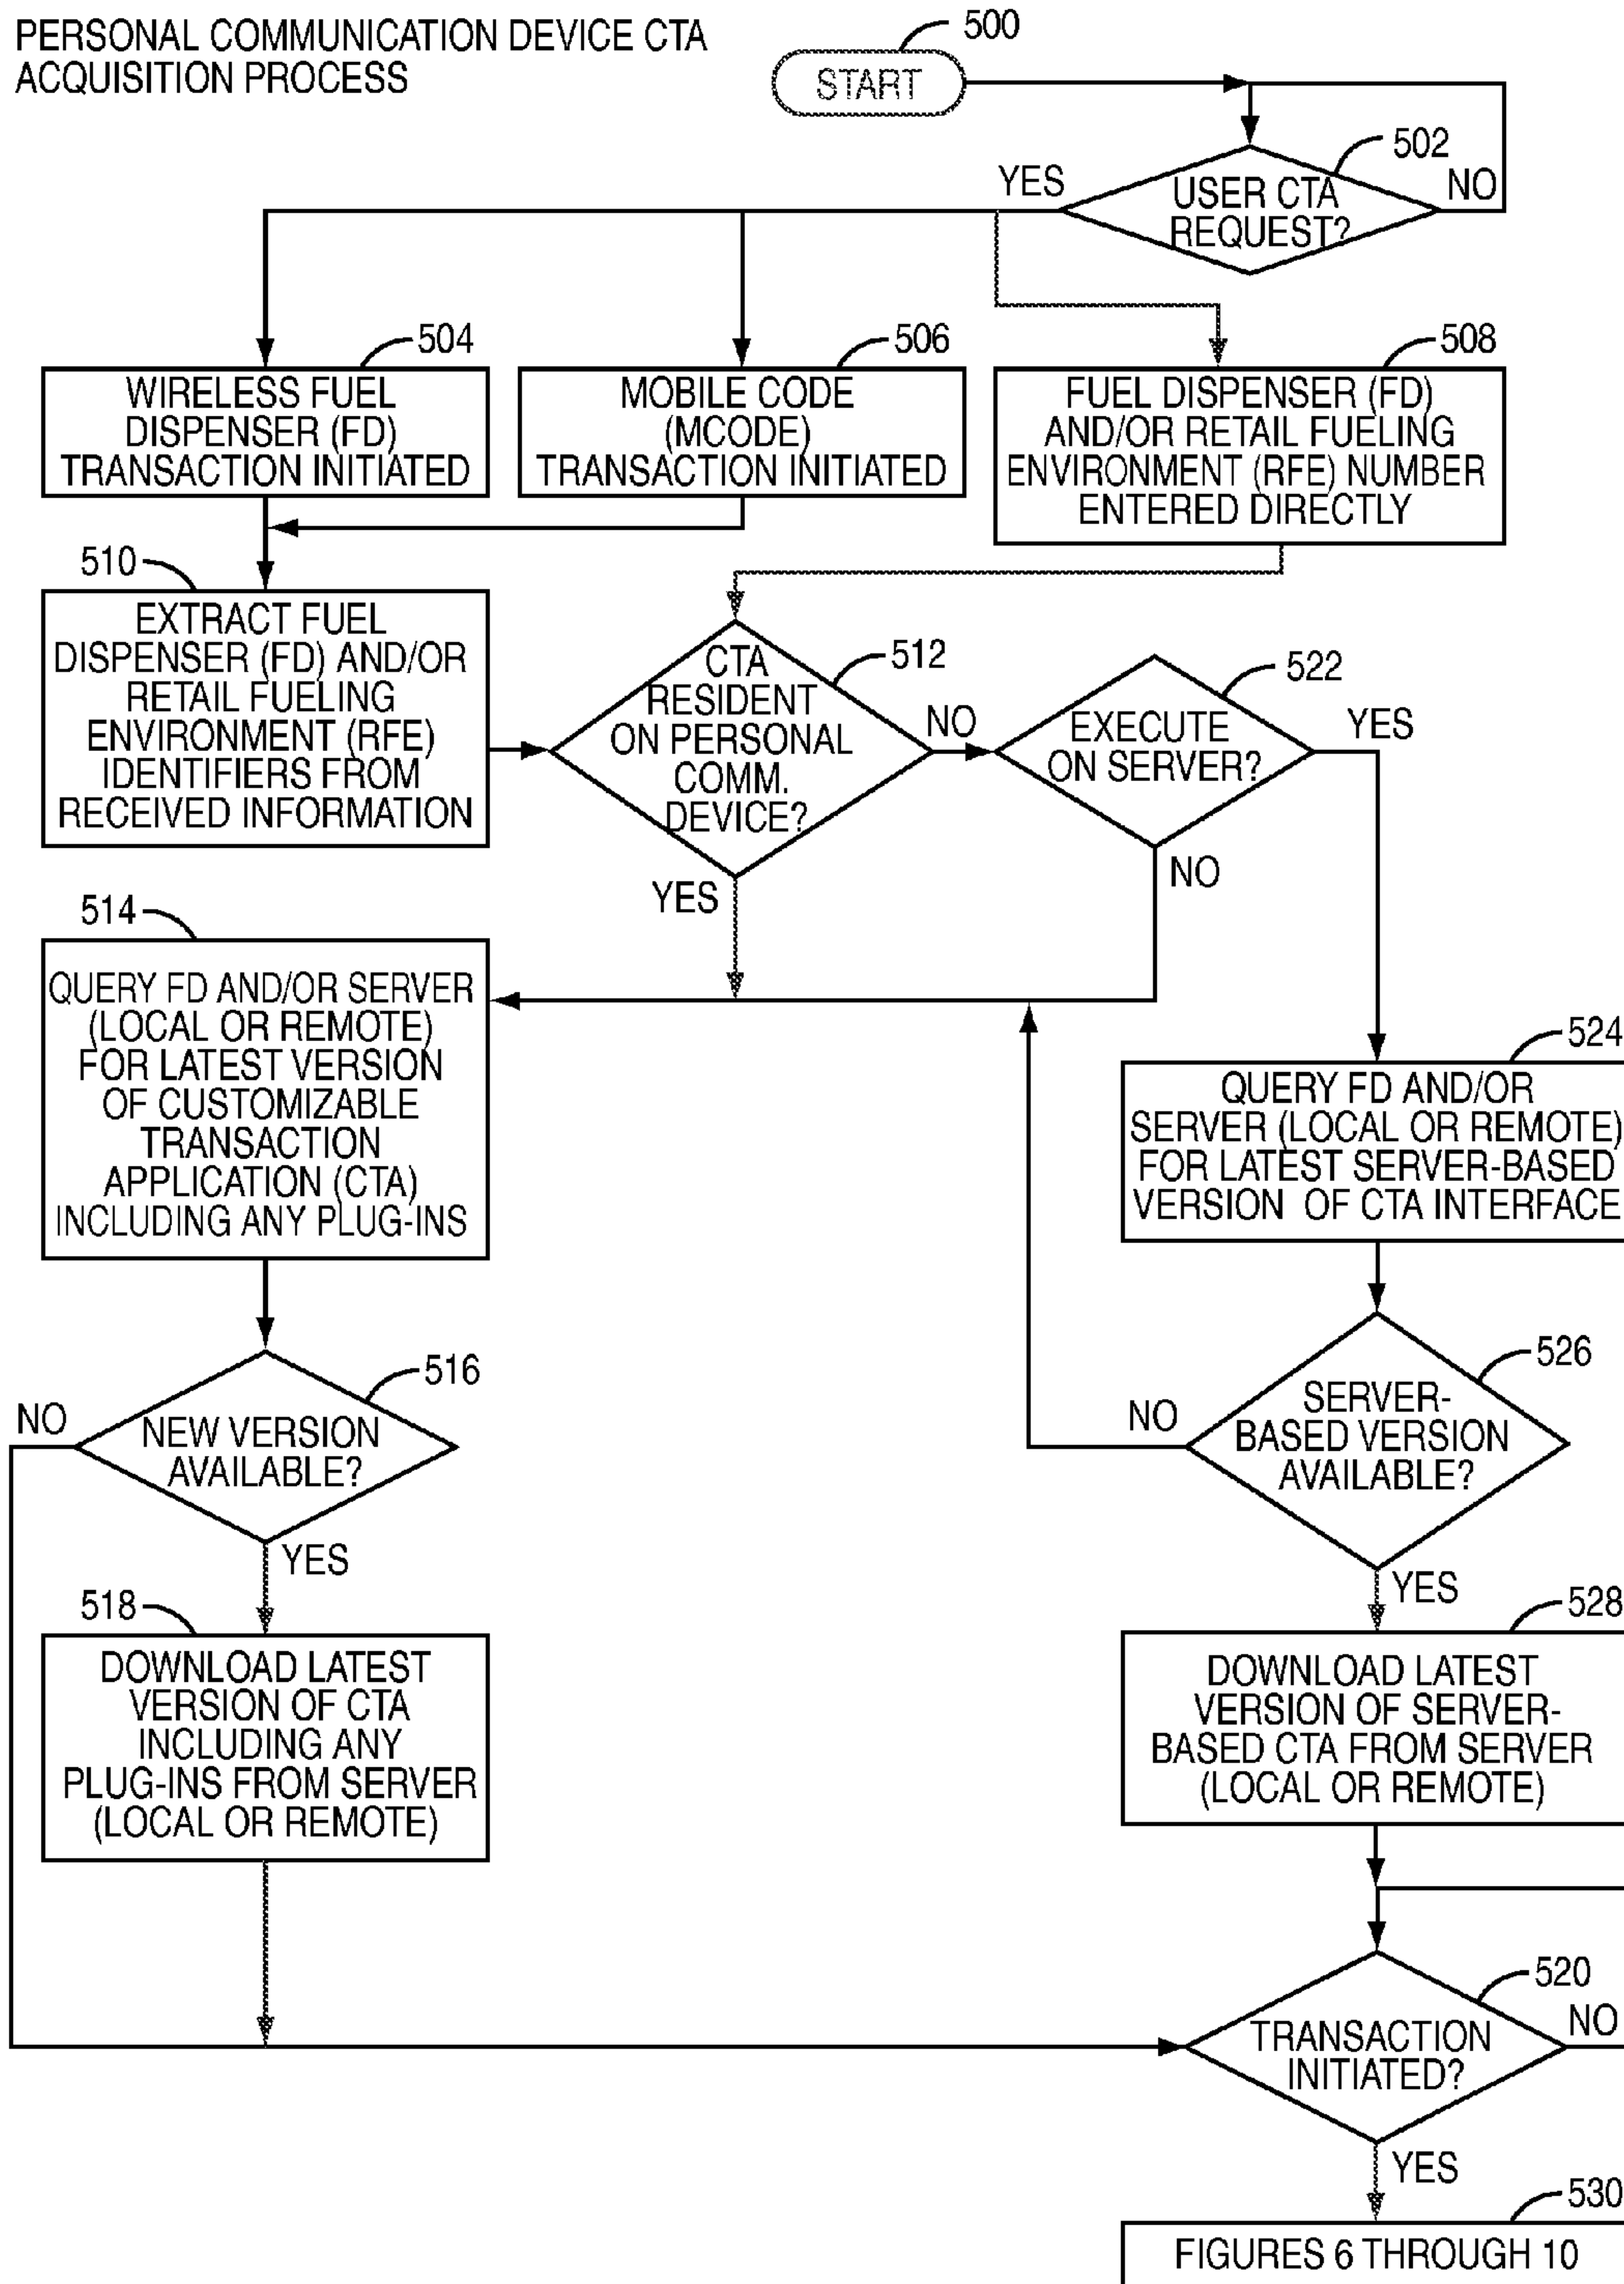 PERSONAL COMMUNICATION DEVICE CTA
ACQUISITION PROCESS
500
START
502
YES
USER CTA
REQUEST?
NO
504
WIRELESS FUEL
DISPENSER (FD)
TRANSACTION INITIATED
506
MOBILE CODE
(MCODE)
TRANSACTION INITIATED
508
FUEL DISPENSER (FD)
AND/OR RETAIL FUELING
ENVIRONMENT (RFE) NUMBER
ENTERED DIRECTLY
510
EXTRACT FUEL
DISPENSER (FD) AND/OR
RETAIL FUELING
ENVIRONMENT (RFE)
IDENTIFIERS FROM
RECEIVED INFORMATION
512
CTA
RESIDENT
ON PERSONAL
COMM.
DEVICE?
NO
YES
522
EXECUTE
ON SERVER?
YES
NO
514
QUERY FD AND/OR SERVER
(LOCAL OR REMOTE)
FOR LATEST VERSION
OF CUSTOMIZABLE
TRANSACTION
APPLICATION (CTA)
INCLUDING ANY PLUG-INS
524
QUERY FD AND/OR
SERVER (LOCAL OR REMOTE)
FOR LATEST SERVER-BASED
VERSION OF CTA INTERFACE
516
NO
NEW VERSION
AVAILABLE?
YES
526
NO
SERVER-
BASED VERSION
AVAILABLE?
YES
518
DOWNLOAD LATEST
VERSION OF CTA
INCLUDING ANY
PLUG-INS FROM SERVER
(LOCAL OR REMOTE)
528
DOWNLOAD LATEST
VERSION OF SERVER-
BASED CTA FROM SERVER
(LOCAL OR REMOTE)
520
TRANSACTION
INITIATED?
NO
YES
530
FIGURES 6 THROUGH 10